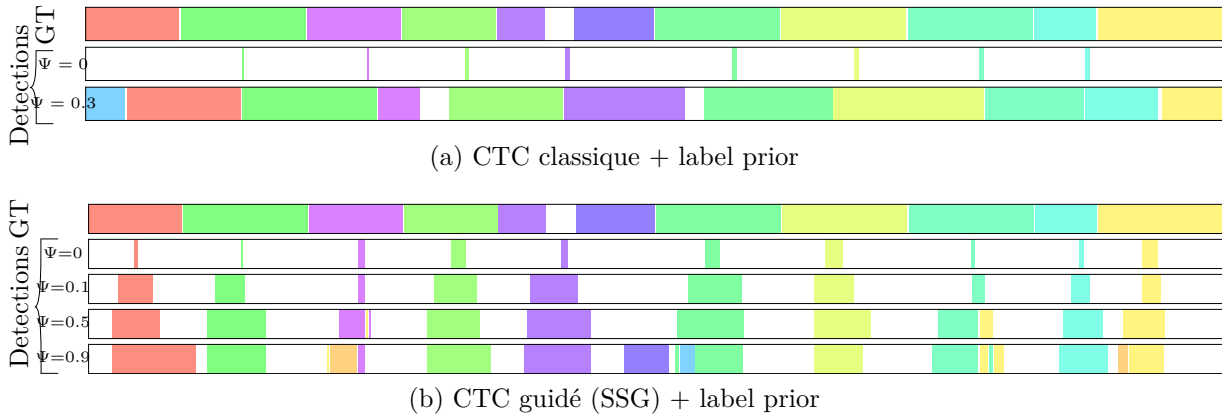 GT
Detections
Ψ = 0
Ψ = 0.3
(a) CTC classique + label prior
GT
Detections
Ψ=0
Ψ=0.1
Ψ=0.5
Ψ=0.9
(b) CTC guidé (SSG) + label prior